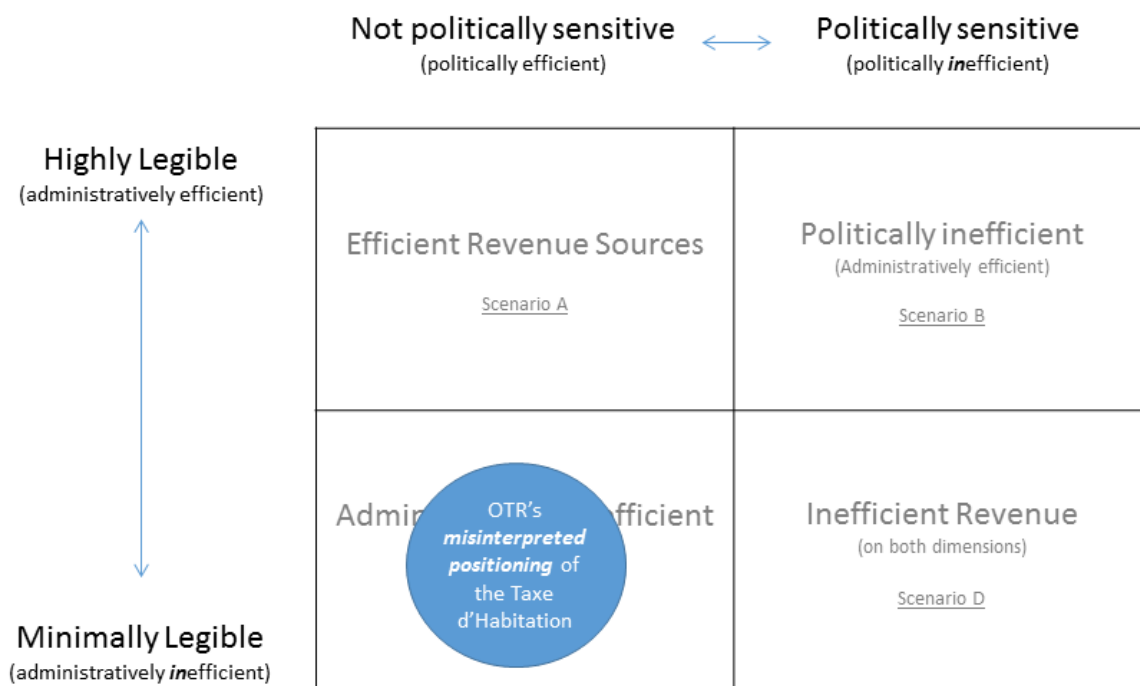 Not politically sensitive
(politically efficient)
Politically sensitive
(politically inefficient)
Highly Legible
(administratively efficient)
Efficient Revenue Sources
Scenario A
Politically inefficient
(Administratively efficient)
Scenario B
OTR's
misinterpreted
positioning of
the Taxe
d'Habitation
Inefficient Revenue
(on both dimensions)
Scenario D
Minimally Legible
(administratively inefficient)